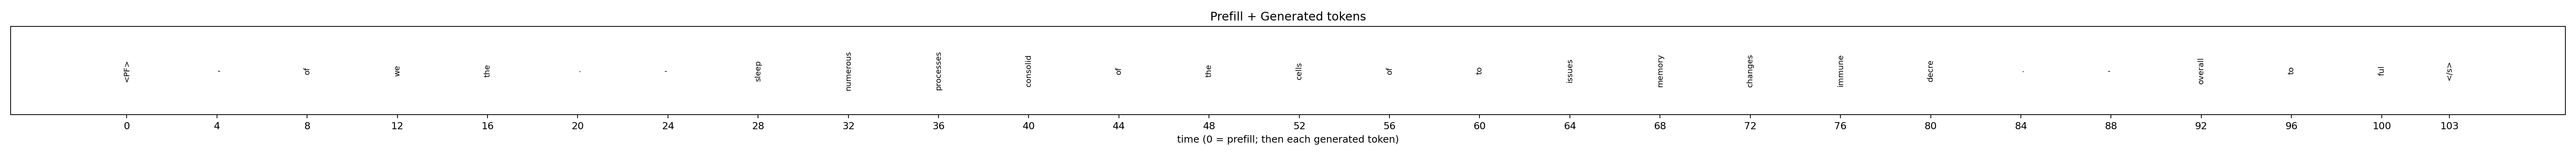 Prefill + Generated tokens
<PF> - of we the . - sleep numerous processes consolid of the cells of to issues memory changes immune decre . - overall to ful </s>
0 4 8 12 16 20 24 28 32 36 40 44 48 52 56 60 64 68 72 76 80 84 88 92 96 100 103
time (0 = prefill; then each generated token)